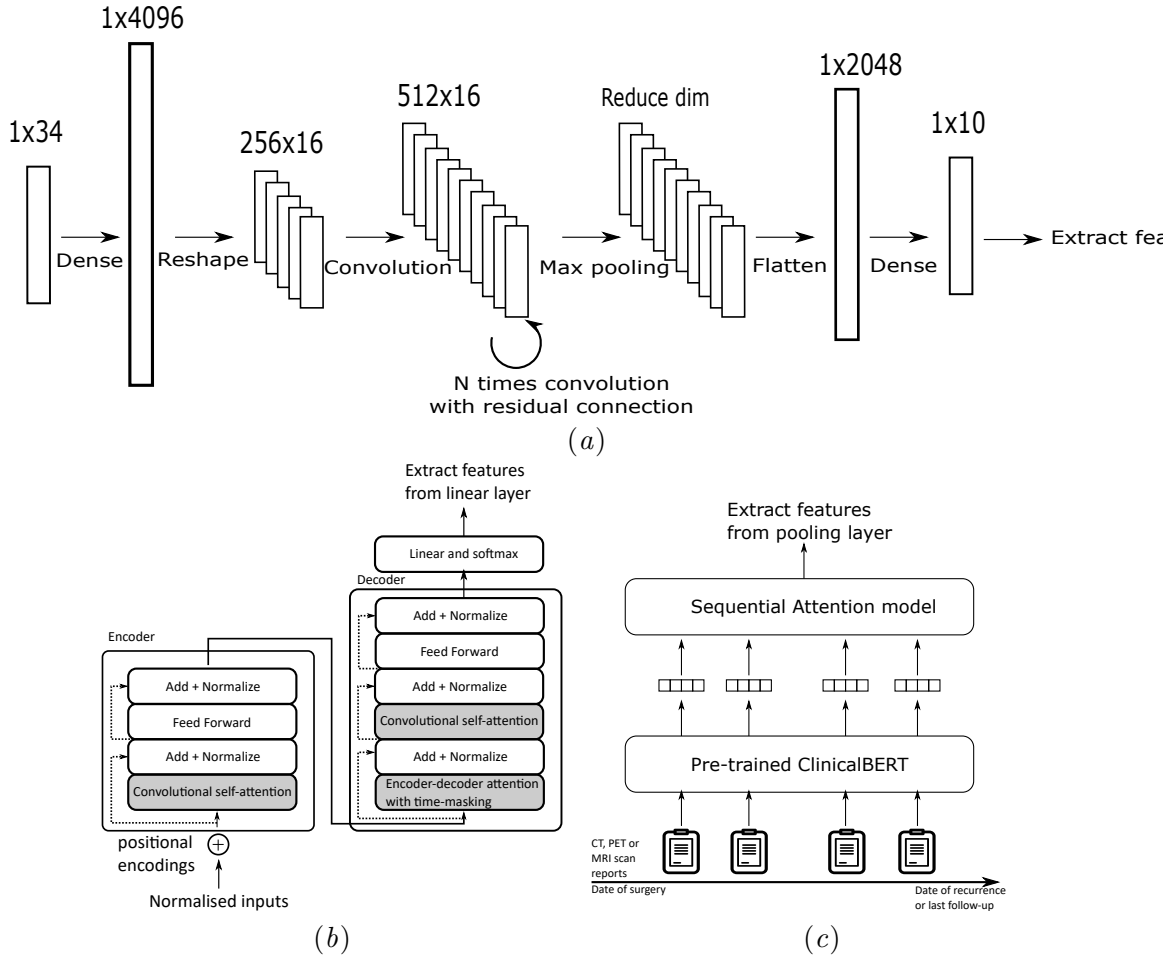 1x4096
1x34
256x16
512x16
Reduce dim
1x2048
1x10
Dense
Reshape
Convolution
Max pooling
Flatten
Dense
Extract fea
N times convolution
with residual connection
(a)
Extract features
from linear layer
Linear and softmax
Decoder
Add + Normalize
Feed Forward
Add + Normalize
Convolutional self-attention
Add + Normalize
Encoder-decoder attention
with time-masking
Encoder
Add + Normalize
Feed Forward
Add + Normalize
Convolutional self-attention
positional
encodings
+
Normalised inputs
(b)
Extract features
from pooling layer
Sequential Attention model
Pre-trained ClinicalBERT
CT, PET or
MRI scan
reports
Date of surgery
Date of recurrence
or last follow-up
(c)